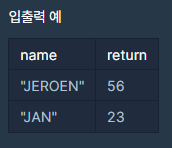 입출력 예
name return
"JEROEN" 56
"JAN" 23